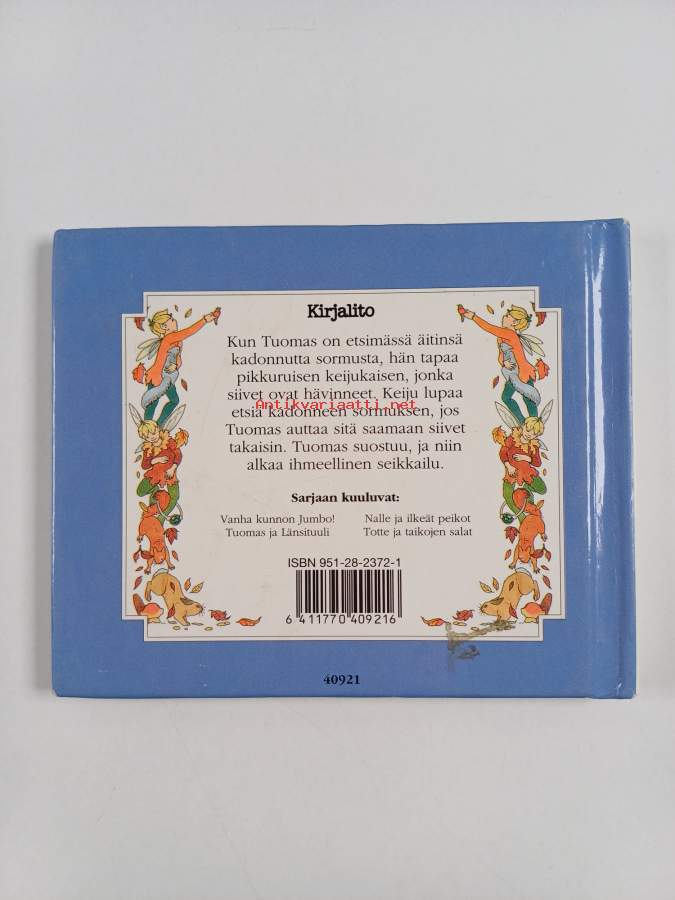 Kirjalito
Kun Tuomas on etsimässä äitinsä
kadonnutta sormusta, hän tapaa
pikkuruisen keijukaisen, jonka
siivet ovat hävinneet. Keiju lupaa
Antikvariaatti.net
etsiä kadonneen sormuksen, jos
Tuomas auttaa sitä saamaan siivet
takaisin. Tuomas suostuu, ja niin
alkaa ihmeellinen seikkailu.
Sarjaan kuuluvat:
Vanha kunnon Jumbo! Nalle ja ilkeät peikot
Tuomas ja Länsituuli Totte ja taikojen salat
ISBN 951-28-2372-1
6 411770 409216
40921